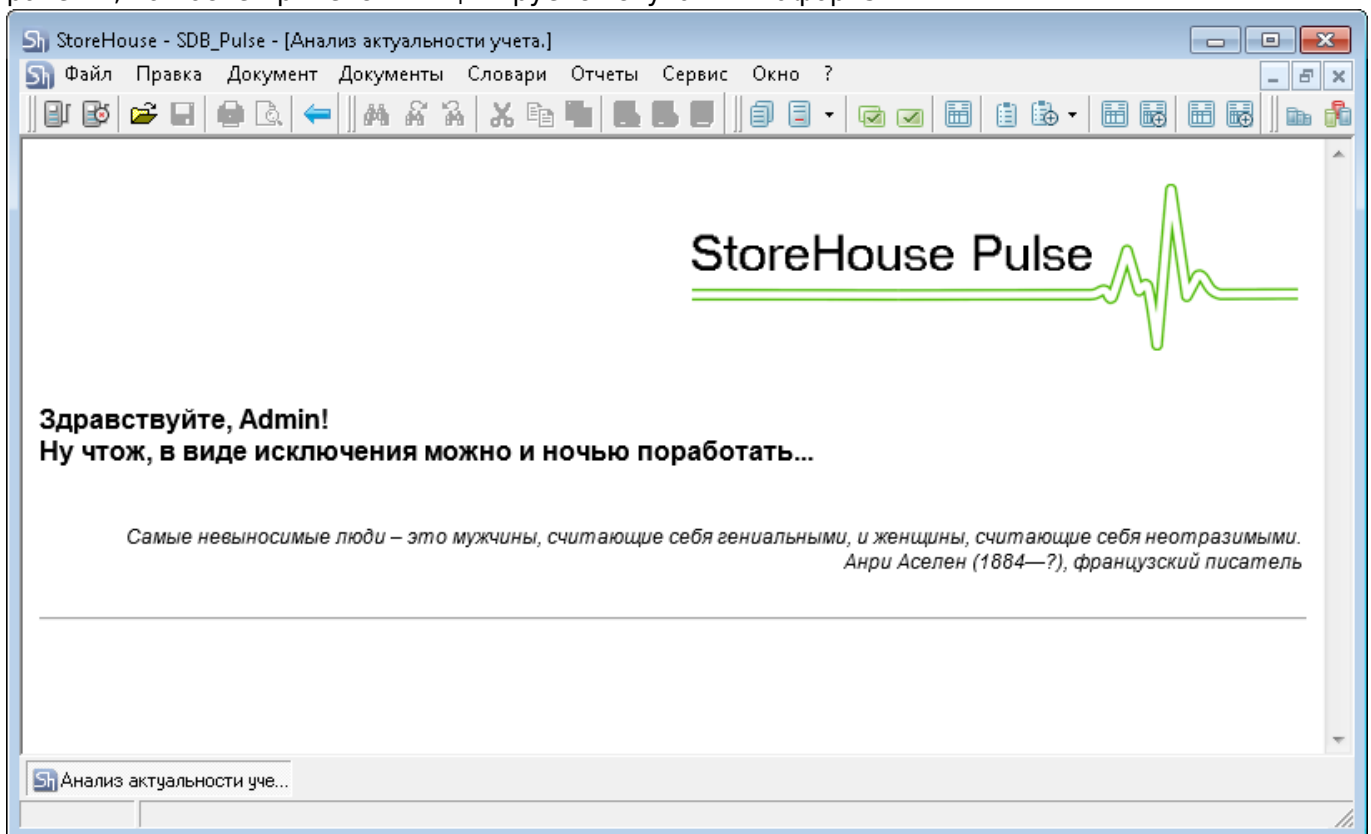 StoreHouse - SDB_Pulse - [Анализ актуальности учета.]
Файл Правка Документ Документы Словари Отчеты Сервис Окно ?
StoreHouse Pulse
Здравствуйте, Admin!
Ну чтож, в виде исключения можно и ночью поработать...
Самые невыносимые люди – это мужчины, считающие себя гениальными, и женщины, считающие себя неотразимыми.
Анри Аселен (1884—?), французский писатель
Анализ актуальности уче...